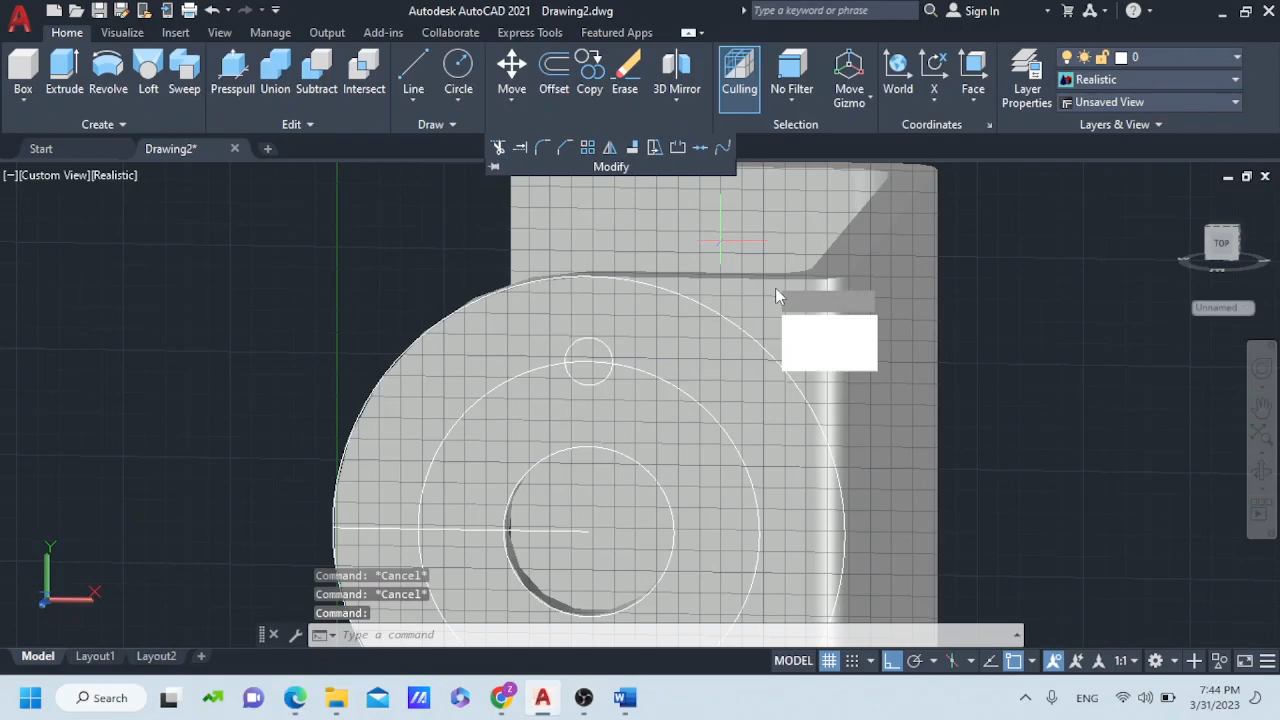 Autodesk AutoCAD 2021 Drawing2.dwg
Type a keyword or phrase
Sign In
Home Visualize Insert View Manage Output Add-ins Collaborate Express Tools Featured Apps
Box Extrude Revolve Loft Sweep
Presspull Union Subtract Intersect
Line Circle
Move Offset Copy Erase 3D Mirror
Culling No Filter Move Gizmo
World X Face
Layer Properties
0
Realistic
Unsaved View
Create Edit Draw Selection Coordinates Layers & View
Start Drawing2*
Modify
[−][Custom View][Realistic]
TOP
Unnamed
Y
X
Command: *Cancel*
Command: *Cancel*
Command:
Type a command
Model Layout1 Layout2
MODEL
1:1
Search
ENG
7:44 PM
3/31/2023